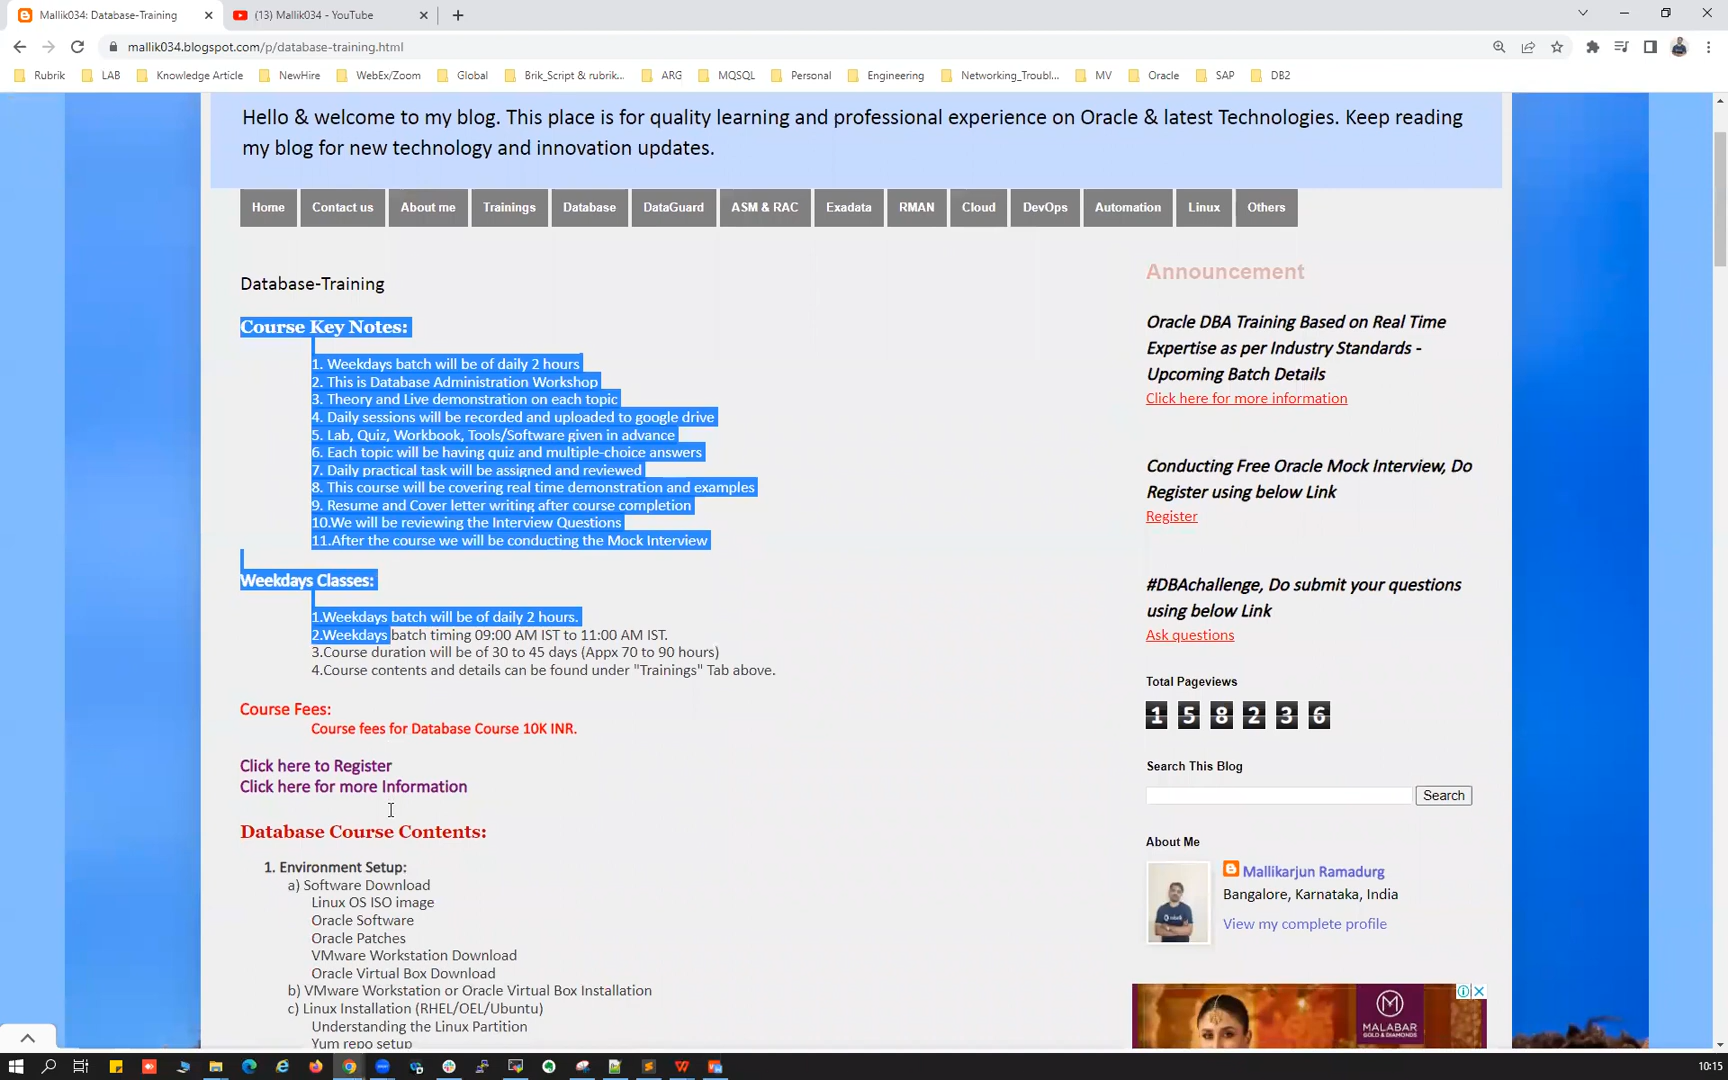 Mallik034: Database-Training
(13) Mallik034 - YouTube
mallik034.blogspot.com/p/database-training.html
Rubrik LAB Knowledge Article NewHire WebEx/Zoom Global Brik_Script & rubrik... ARG MQSQL Personal Engineering Networking_Troubl... MV Oracle SAP DB2
Hello & welcome to my blog. This place is for quality learning and professional experience on Oracle & latest Technologies. Keep reading
my blog for new technology and innovation updates.
Home Contact us About me Trainings Database DataGuard ASM & RAC Exadata RMAN Cloud DevOps Automation Linux Others
Database-Training
Course Key Notes:
1. Weekdays batch will be of daily 2 hours
2. This is Database Administration Workshop
3. Theory and Live demonstration on each topic
4. Daily sessions will be recorded and uploaded to google drive
5. Lab, Quiz, Workbook, Tools/Software given in advance
6. Each topic will be having quiz and multiple-choice answers
7. Daily practical task will be assigned and reviewed
8. This course will be covering real time demonstration and examples
9. Resume and Cover letter writing after course completion
10.We will be reviewing the Interview Questions
11.After the course we will be conducting the Mock Interview
Weekdays Classes:
1.Weekdays batch will be of daily 2 hours.
2.Weekdays batch timing 09:00 AM IST to 11:00 AM IST.
3.Course duration will be of 30 to 45 days (Appx 70 to 90 hours)
4.Course contents and details can be found under "Trainings" Tab above.
Course Fees:
Course fees for Database Course 10K INR.
Click here to Register
Click here for more Information
Database Course Contents:
1. Environment Setup:
a) Software Download
Linux OS ISO image
Oracle Software
Oracle Patches
VMware Workstation Download
Oracle Virtual Box Download
b) VMware Workstation or Oracle Virtual Box Installation
c) Linux Installation (RHEL/OEL/Ubuntu)
Understanding the Linux Partition
Yum repo setup
Announcement
Oracle DBA Training Based on Real Time
Expertise as per Industry Standards -
Upcoming Batch Details
Click here for more information
Conducting Free Oracle Mock Interview, Do
Register using below Link
Register
#DBAchallenge, Do submit your questions
using below Link
Ask questions
Total Pageviews
158236
Search This Blog
Search
About Me
Mallikarjun Ramadurg
Bangalore, Karnataka, India
View my complete profile
MALABAR
GOLD & DIAMONDS
10:15